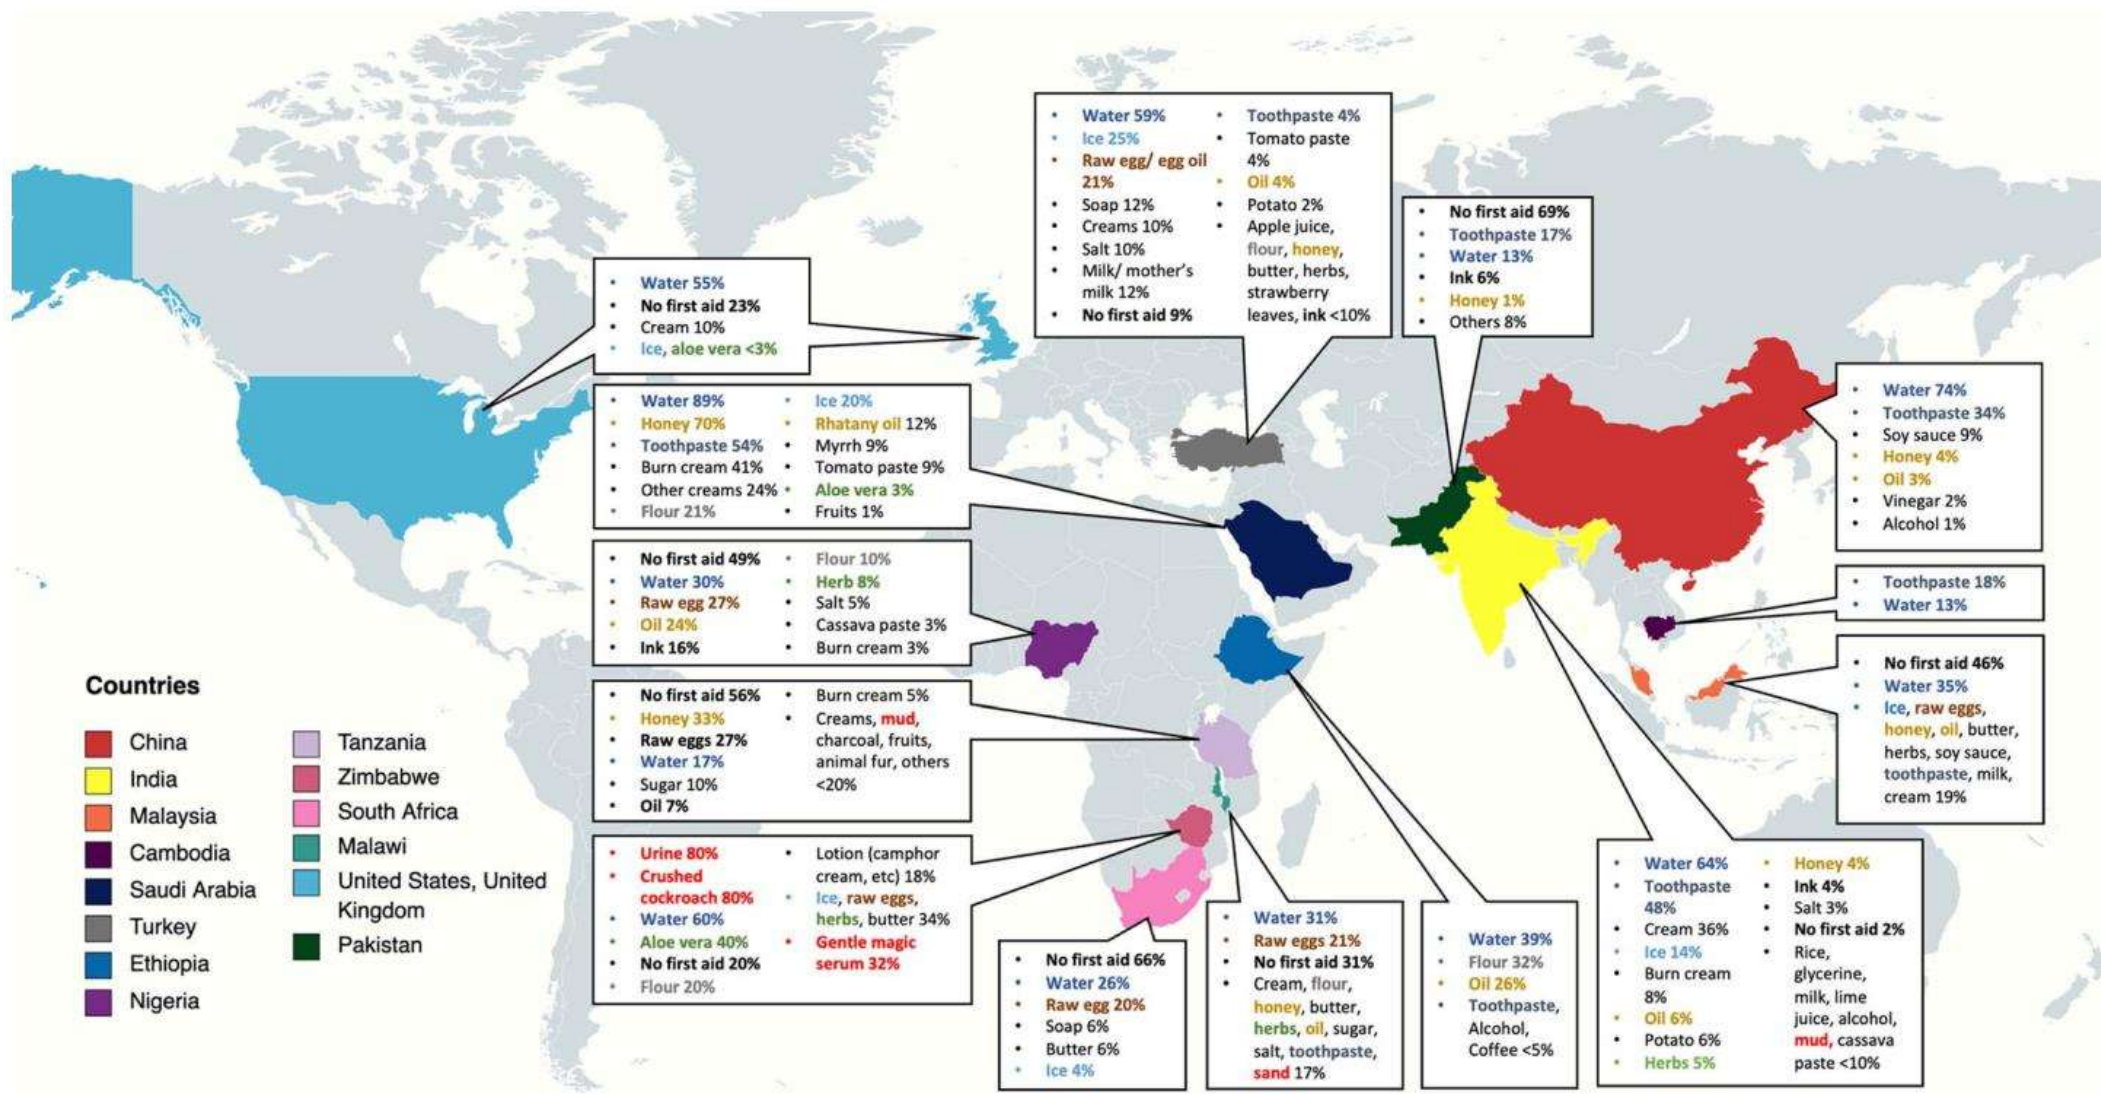 • Water 59%
• Ice 25%
• Raw egg/ egg oil
21%
• Soap 12%
• Creams 10%
• Salt 10%
• Milk/ mother's
milk 12%
• No first aid 9%
• Toothpaste 4%
• Tomato paste
4%
• Oil 4%
• Potato 2%
• Apple juice,
flour, honey,
butter, herbs,
strawberry
leaves, ink <10%
• No first aid 69%
• Toothpaste 17%
• Water 13%
• Ink 6%
• Honey 1%
• Others 8%
• Water 55%
• No first aid 23%
• Cream 10%
• Ice, aloe vera <3%
• Water 89%
• Honey 70%
• Toothpaste 54%
• Burn cream 41%
• Other creams 24%
• Flour 21%
• Ice 20%
• Rhatany oil 12%
• Myrrh 9%
• Tomato paste 9%
• Aloe vera 3%
• Fruits 1%
• Water 74%
• Toothpaste 34%
• Soy sauce 9%
• Honey 4%
• Oil 3%
• Vinegar 2%
• Alcohol 1%
• No first aid 49%
• Water 30%
• Raw egg 27%
• Oil 24%
• Ink 16%
• Flour 10%
• Herb 8%
• Salt 5%
• Cassava paste 3%
• Burn cream 3%
• Toothpaste 18%
• Water 13%
• No first aid 46%
• Water 35%
• Ice, raw eggs,
honey, oil, butter,
herbs, soy sauce,
toothpaste, milk,
cream 19%
• No first aid 56%
• Honey 33%
• Raw eggs 27%
• Water 17%
• Sugar 10%
• Oil 7%
• Burn cream 5%
• Creams, mud,
charcoal, fruits,
animal fur, others
<20%
• Urine 80%
• Crushed
cockroach 80%
• Water 60%
• Aloe vera 40%
• No first aid 20%
• Flour 20%
• Lotion (camphor
cream, etc) 18%
• Ice, raw eggs,
herbs, butter 34%
• Gentle magic
serum 32%
• No first aid 66%
• Water 26%
• Raw egg 20%
• Soap 6%
• Butter 6%
• Ice 4%
• Water 31%
• Raw eggs 21%
• No first aid 31%
• Cream, flour,
honey, butter,
herbs, oil, sugar,
salt, toothpaste,
sand 17%
• Water 39%
• Flour 32%
• Oil 26%
• Toothpaste,
Alcohol,
Coffee <5%
• Water 64%
• Toothpaste
48%
• Cream 36%
• Ice 14%
• Burn cream
8%
• Oil 6%
• Potato 6%
• Herbs 5%
• Honey 4%
• Ink 4%
• Salt 3%
• No first aid 2%
• Rice,
glycerine,
milk, lime
juice, alcohol,
mud, cassava
paste <10%
Countries
China
India
Malaysia
Cambodia
Saudi Arabia
Turkey
Ethiopia
Nigeria
Tanzania
Zimbabwe
South Africa
Malawi
United States, United
Kingdom
Pakistan